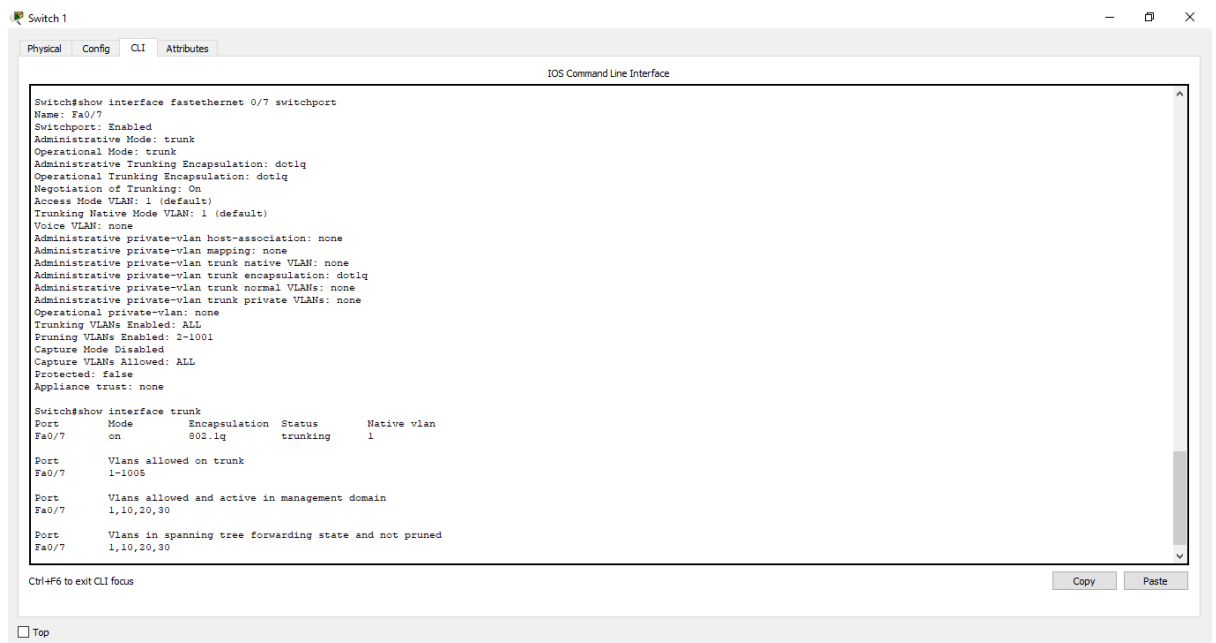 Switch 1
Physical Config CLI Attributes
IOS Command Line Interface
Switch#show interface fastethernet 0/7 switchport
Name: Fa0/7
Switchport: Enabled
Administrative Mode: trunk
Operational Mode: trunk
Administrative Trunking Encapsulation: dot1q
Operational Trunking Encapsulation: dot1q
Negotiation of Trunking: On
Access Mode VLAN: 1 (default)
Trunking Native Mode VLAN: 1 (default)
Voice VLAN: none
Administrative private-vlan host-association: none
Administrative private-vlan mapping: none
Administrative private-vlan trunk native VLAN: none
Administrative private-vlan trunk encapsulation: dot1q
Administrative private-vlan trunk normal VLANs: none
Administrative private-vlan trunk private VLANs: none
Operational private-vlan: none
Trunking VLANs Enabled: ALL
Pruning VLANs Enabled: 2-1001
Capture Mode Disabled
Capture VLANs Allowed: ALL
Protected: false
Appliance trust: none
Switch#show interface trunk
Port Mode Encapsulation Status Native vlan
Fa0/7 on 802.1q trunking 1
Port Vlans allowed on trunk
Fa0/7 1-1005
Port Vlans allowed and active in management domain
Fa0/7 1,10,20,30
Port Vlans in spanning tree forwarding state and not pruned
Fa0/7 1,10,20,30
Ctrl+F6 to exit CLI focus
Copy Paste
Top